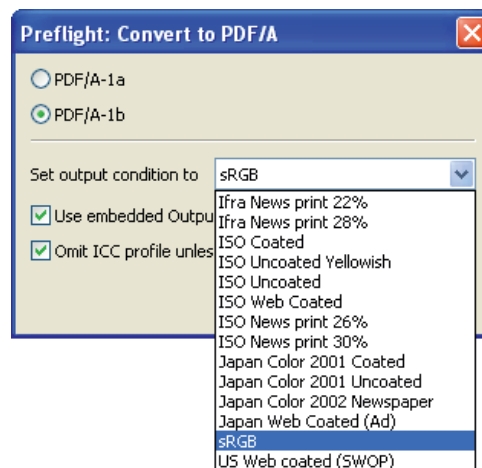 Preflight: Convert to PDF/A
PDF/A-1a
PDF/A-1b
Set output condition to sRGB
Use embedded Outpu
Omit ICC profile unles
Ifra News print 22%
Ifra News print 28%
ISO Coated
ISO Uncoated Yellowish
ISO Uncoated
ISO Web Coated
ISO News print 26%
ISO News print 30%
Japan Color 2001 Coated
Japan Color 2001 Uncoated
Japan Color 2002 Newspaper
Japan Web Coated (Ad)
sRGB
US Web coated (SWOP)